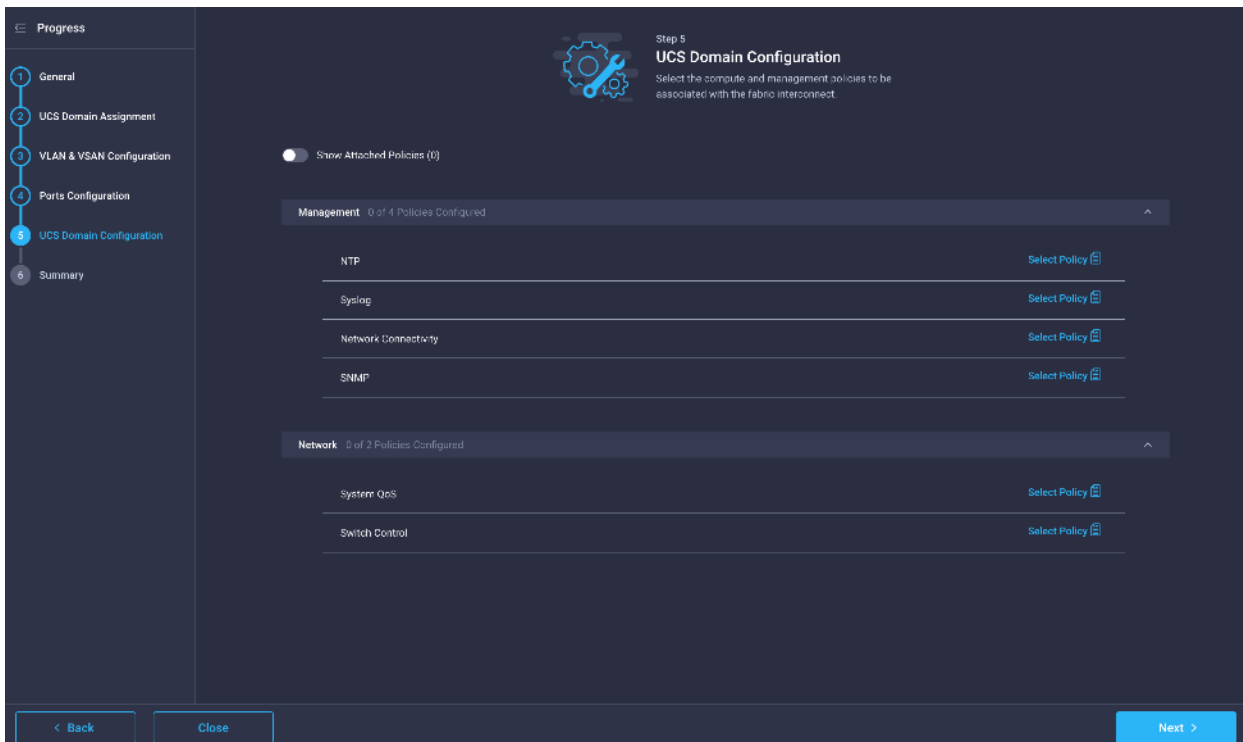 Progress
1 General
2 UCS Domain Assignment
3 VLAN & VSAN Configuration
4 Ports Configuration
5 UCS Domain Configuration
6 Summary
Step 5
UCS Domain Configuration
Select the compute and management policies to be
associated with the fabric interconnect.
Show Attached Policies (0)
Management 0 of 4 Policies Configured
NTP Select Policy
Syslog Select Policy
Network Connectivity Select Policy
SNMP Select Policy
Network 0 of 2 Policies Configured
System QoS Select Policy
Switch Control Select Policy
< Back Close Next >